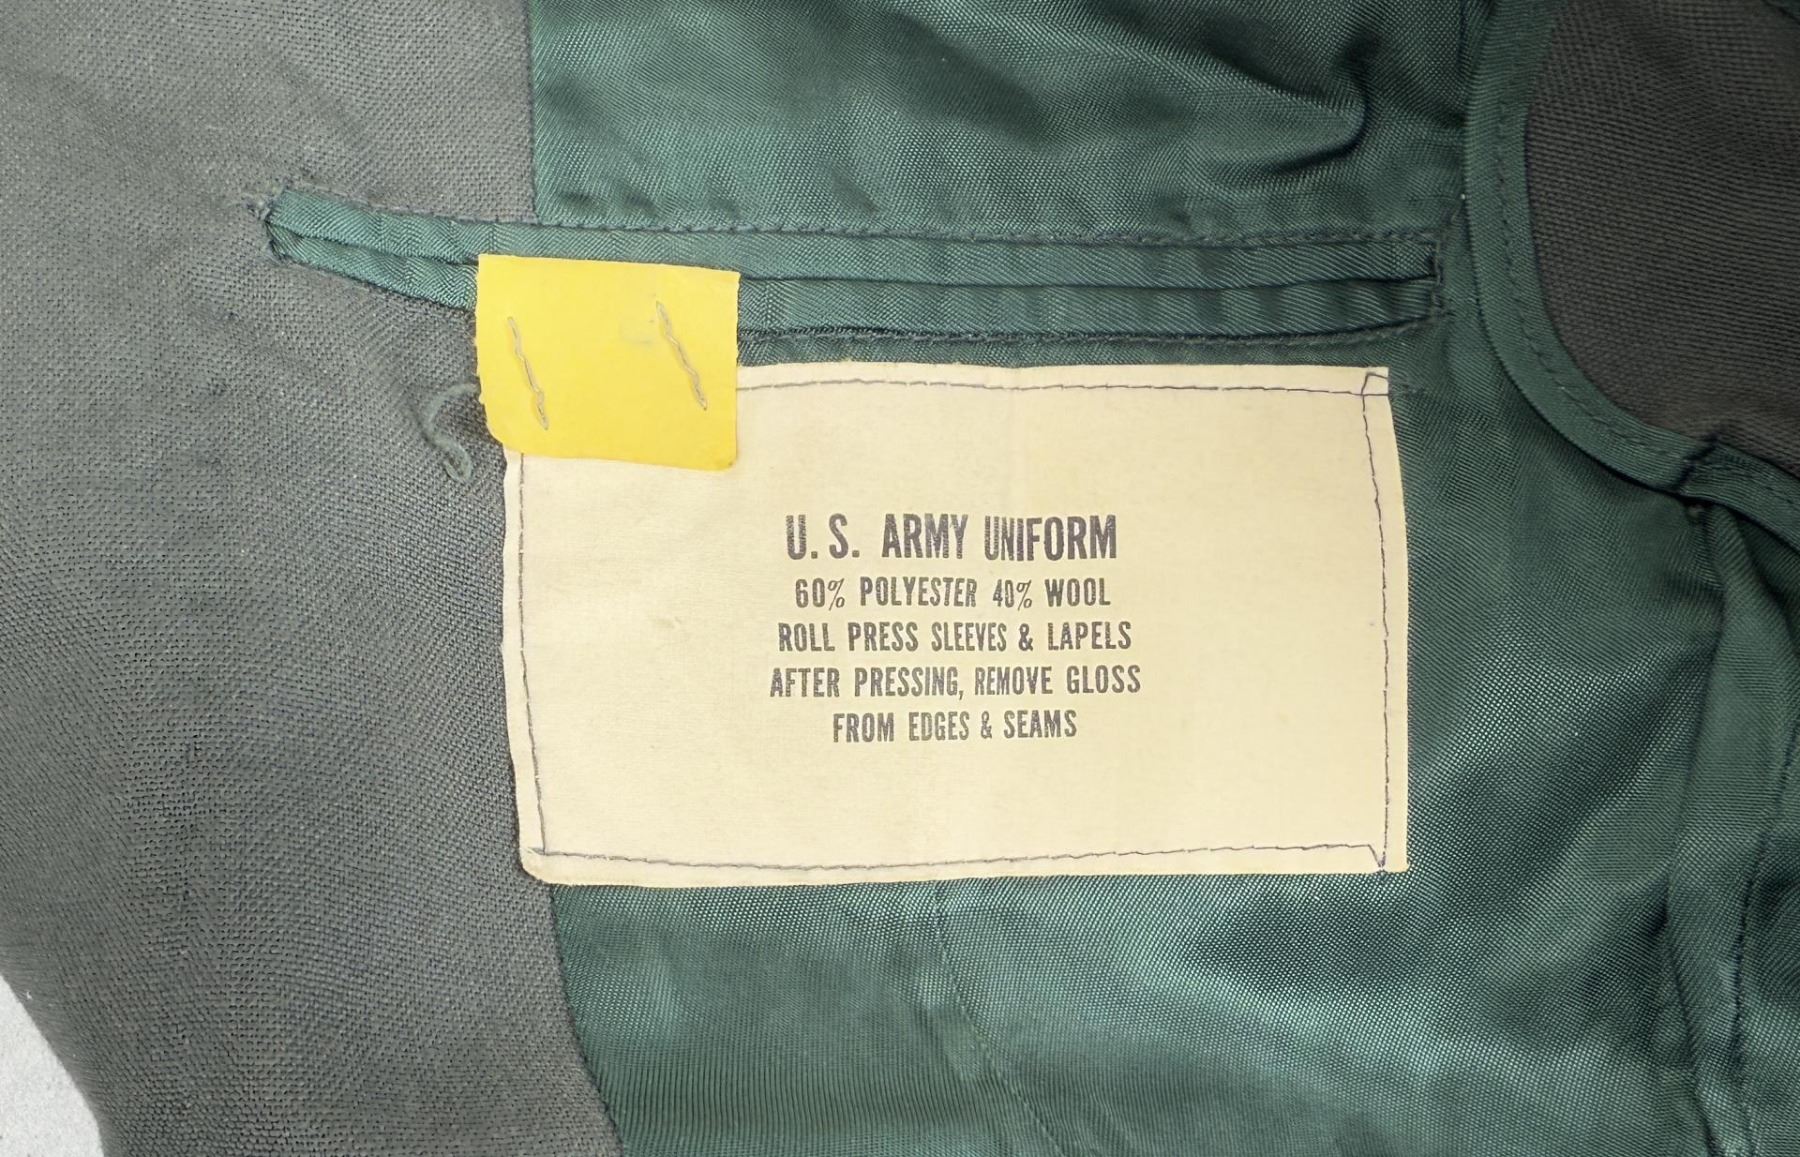 U. S. ARMY UNIFORM
60% POLYESTER 40% WOOL
ROLL PRESS SLEEVES & LAPELS
AFTER PRESSING, REMOVE GLOSS
FROM EDGES & SEAMS